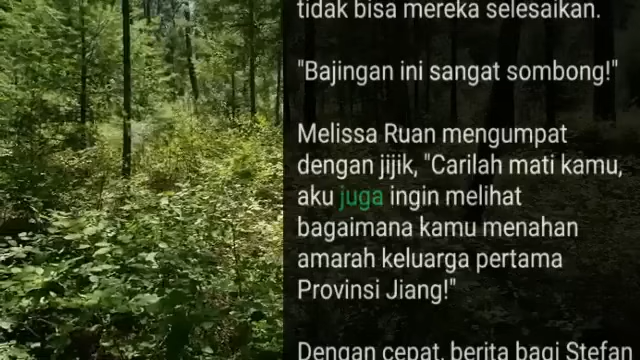 tidak bisa mereka selesaikan.
"Bajingan ini sangat sombong!"
Melissa Ruan mengumpat
dengan jijik, "Carilah mati kamu,
aku juga ingin melihat
bagaimana kamu menahan
amarah keluarga pertama
Provinsi Jiang!"
Dengan cepat, berita bagi Stefan